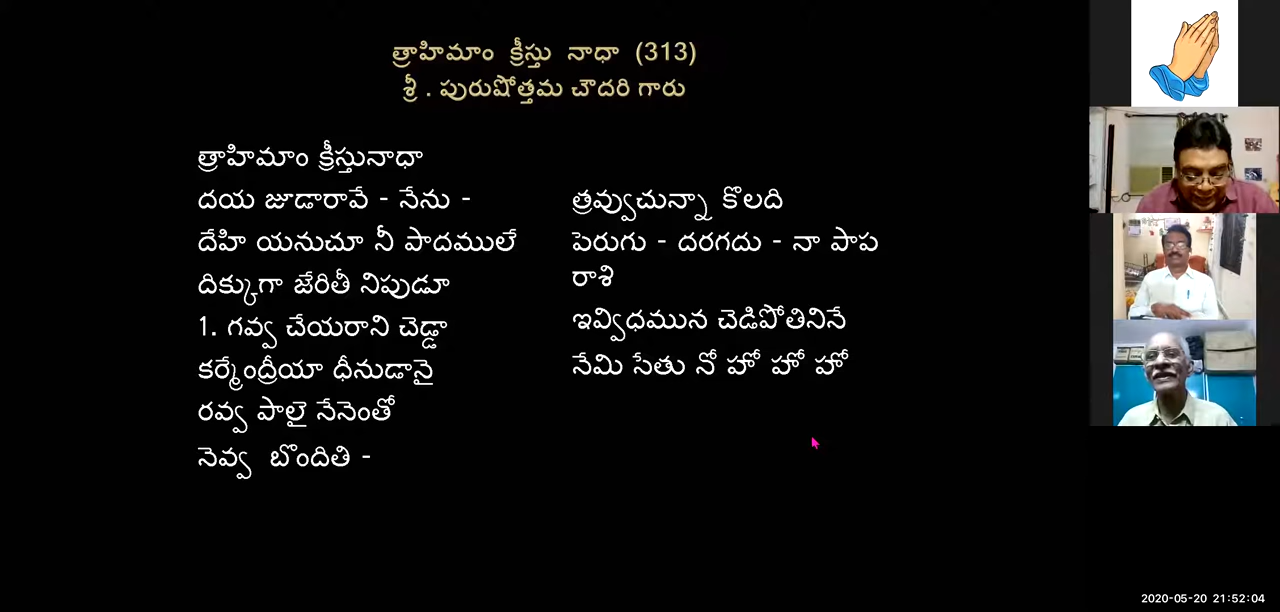 త్రాహిమాం క్రీస్తు నాధా (313)
శ్రీ . పురుషోత్తమ చౌదరి గారు
త్రాహిమాం క్రీస్తునాధా
దయ జూడారావే - నేను -
దేహి యనుచూ నీ పాదములే
దిక్కుగా జేరితీ నిపుడూ
1. గవ్వ చేయరాని చెడ్డా
కర్మేంద్రీయా ధీనుడానై
రవ్వ పాలై నేనెంతో
నెవ్వ బొందితి -
త్రవ్వుచున్నా కొలది
పెరుగు - దరగదు - నా పాప
రాశి
ఇవ్విధమున చెడిపోతినినే
నేమి సేతు నో హో హో హో
2020-05-20 21:52:04